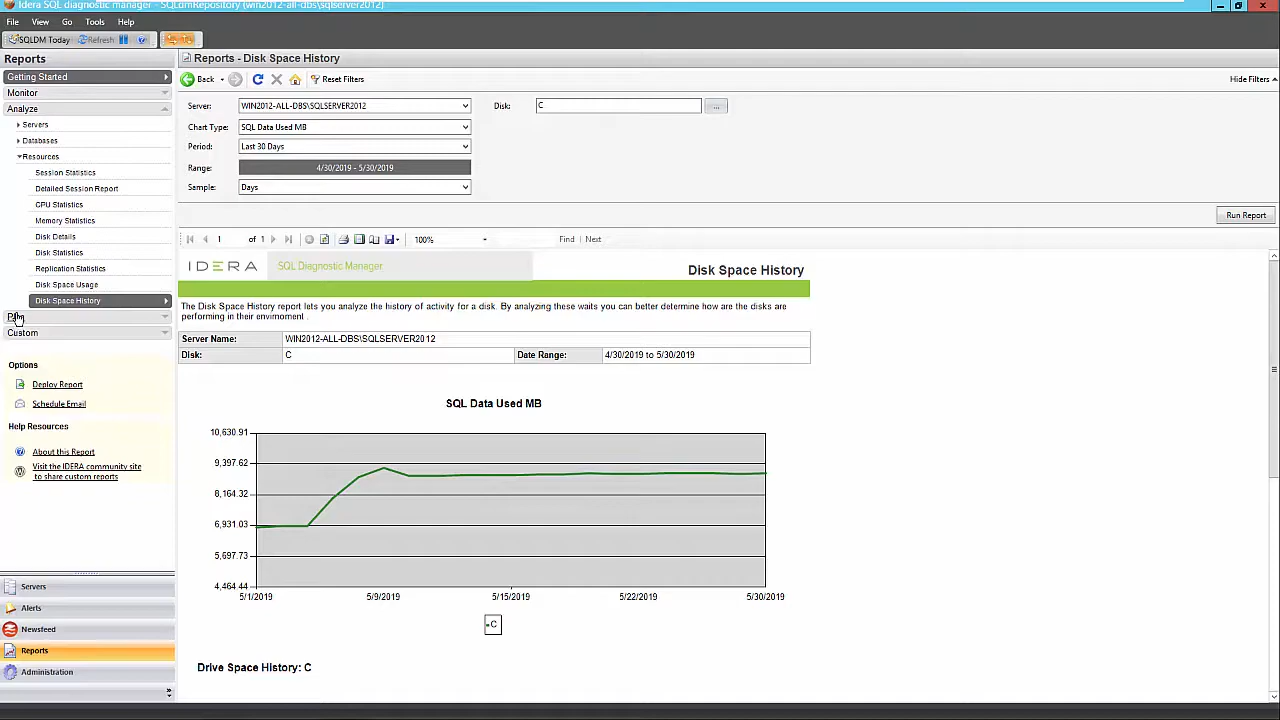 Idera SQL diagnostic manager - SQLdmRepository (win2012-all-dbs\sqlserver2012)
File View Go Tools Help
SQLDM Today Refresh
Reports
Getting Started
Monitor
Analyze
Servers
Databases
Resources
Session Statistics
Detailed Session Report
CPU Statistics
Memory Statistics
Disk Details
Disk Statistics
Replication Statistics
Disk Space Usage
Disk Space History
Custom
Options
Deploy Report
Schedule Email
Help Resources
About this Report
Visit the IDERA community site
to share custom reports
Servers
Alerts
Newsfeed
Reports
Administration
Reports - Disk Space History
Back Reset Filters Hide Filters
Server: WIN2012-ALL-DBS\SQLSERVER2012 Disk: C ...
Chart Type: SQL Data Used MB
Period: Last 30 Days
Range: 4/30/2019 - 5/30/2019
Sample: Days
Run Report
1 of 1 100% Find Next
IDERA SQL Diagnostic Manager Disk Space History
The Disk Space History report lets you analyze the history of activity for a disk. By analyzing these waits you can better determine how are the disks are
performing in their envimoment .
Server Name: WIN2012-ALL-DBS\SQLSERVER2012
Disk: C Date Range: 4/30/2019 to 5/30/2019
SQL Data Used MB
10,630.91
9,397.62
8,164.32
6,931.03
5,697.73
4,464.44
5/1/2019 5/9/2019 5/15/2019 5/22/2019 5/30/2019
C
Drive Space History: C